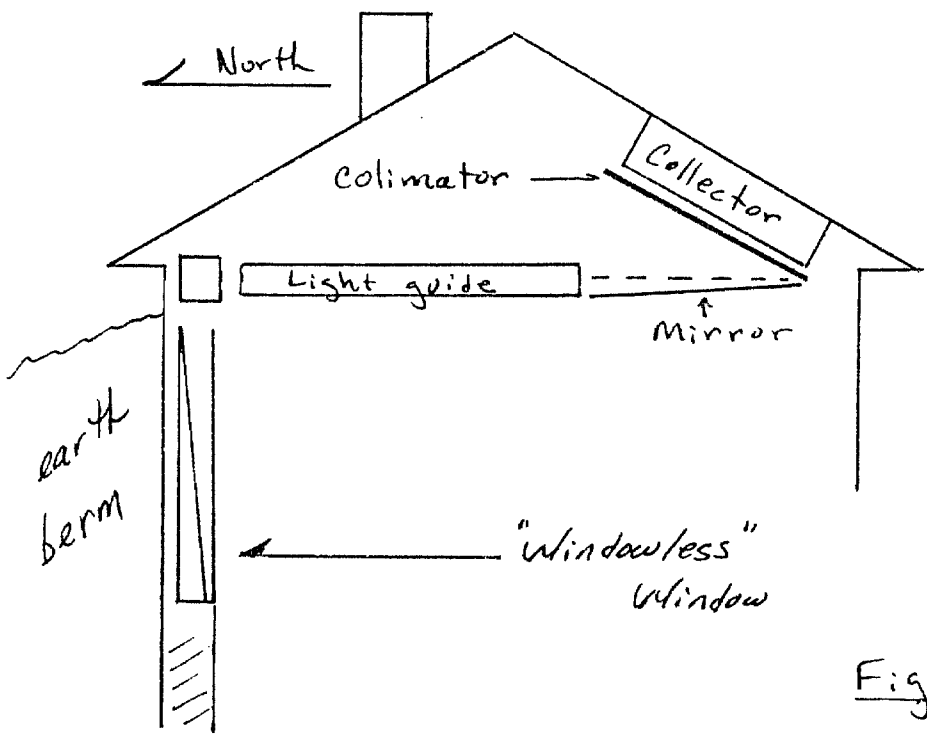 North
Colimator
Collector
Light guide
Mirror
earth
berm
"Windowless"
Window
Fig